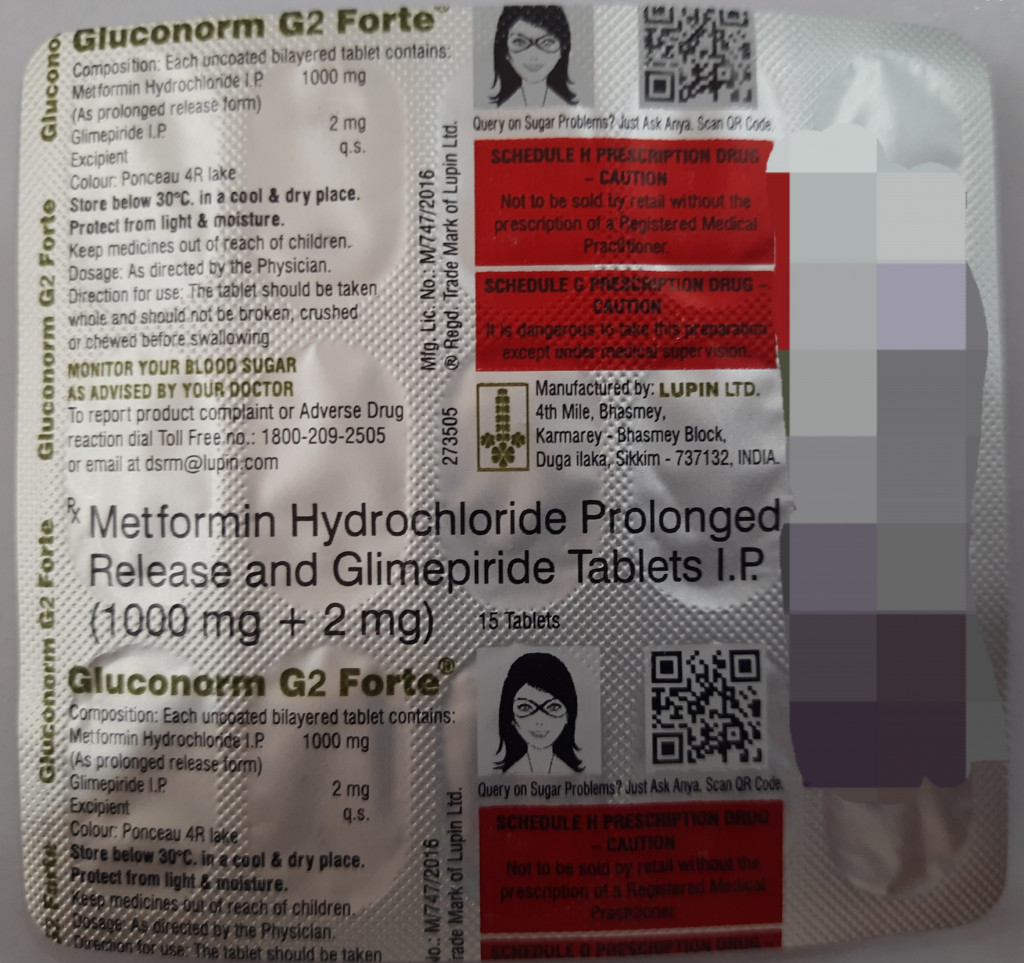 Gluconorm G2 Forte®
Composition: Each uncoated bilayered tablet contains:
Metformin Hydrochloride I.P. 1000 mg
(As prolonged release form)
Glimepiride I.P. 2 mg
Excipient q.s.
Colour: Ponceau 4R lake
Store below 30°C. in a cool & dry place.
Protect from light & moisture.
Keep medicines out of reach of children.
Dosage: As directed by the Physician.
Direction for use: The tablet should be taken
whole and should not be broken, crushed
or chewed before swallowing
MONITOR YOUR BLOOD SUGAR
AS ADVISED BY YOUR DOCTOR
To report product complaint or Adverse Drug
reaction dial Toll Free no.: 1800-209-2505
or email at dsrm@lupin.com
Glucono
Gluconorm G2 Forte
Gluconorm G2 Forte
G2 Forte
Mfg. Lic. No.: M/747/2016
® Regd. Trade Mark of Lupin Ltd.
273505
Query on Sugar Problems? Just Ask Anya. Scan QR Code.
SCHEDULE H PRESCRIPTION DRUG
– CAUTION
Not to be sold by retail without the
prescription of a Registered Medical
Practitioner.
SCHEDULE G PRESCRIPTION DRUG –
CAUTION
It is dangerous to take this preparation
except under medical supervision.
Manufactured by: LUPIN LTD.
4th Mile, Bhasmey,
Karmarey - Bhasmey Block,
Duga ilaka, Sikkim - 737132, INDIA.
Rx Metformin Hydrochloride Prolonged
Release and Glimepiride Tablets I.P.
(1000 mg + 2 mg) 15 Tablets
Gluconorm G2 Forte®
Composition: Each uncoated bilayered tablet contains:
Metformin Hydrochloride I.P. 1000 mg
(As prolonged release form)
Glimepiride I.P. 2 mg
Excipient q.s.
Colour: Ponceau 4R lake
Store below 30°C. in a cool & dry place.
Protect from light & moisture.
Keep medicines out of reach of children.
Dosage: As directed by the Physician.
Direction for use: The tablet should be taken
No.: M/747/2016
Trade Mark of Lupin Ltd.
Query on Sugar Problems? Just Ask Anya. Scan QR Code.
SCHEDULE H PRESCRIPTION DRUG
– CAUTION
Not to be sold by retail without the
prescription of a Registered Medical
Practitioner.
SCHEDULE G PRESCRIPTION DRUG –